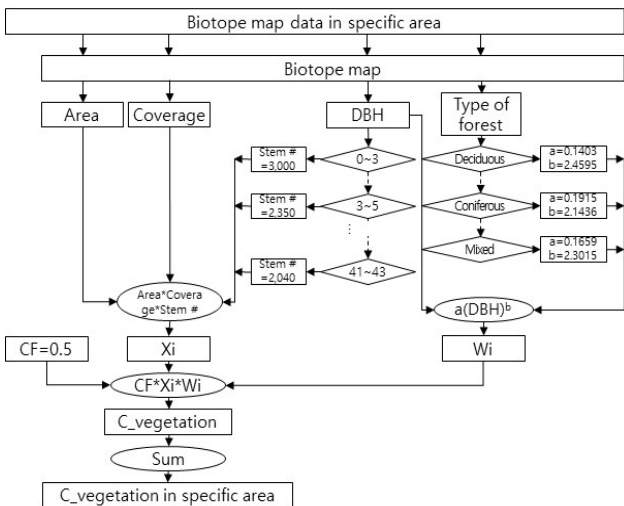 Biotope map data in specific area
Biotope map
Area
Coverage
DBH
Type of
forest
Stem #
=3,000
0~3
Deciduous
a=0.1403
b=2.4595
Stem #
=2,350
3~5
Coniferous
a=0.1915
b=2.1436
⋮
...
Stem #
=2,040
41~43
Mixed
a=0.1659
b=2.3015
Area*Covera
ge*Stem #
a(DBH)ᵇ
CF=0.5
Xi
Wi
CF*Xi*Wi
C_vegetation
Sum
C_vegetation in specific area